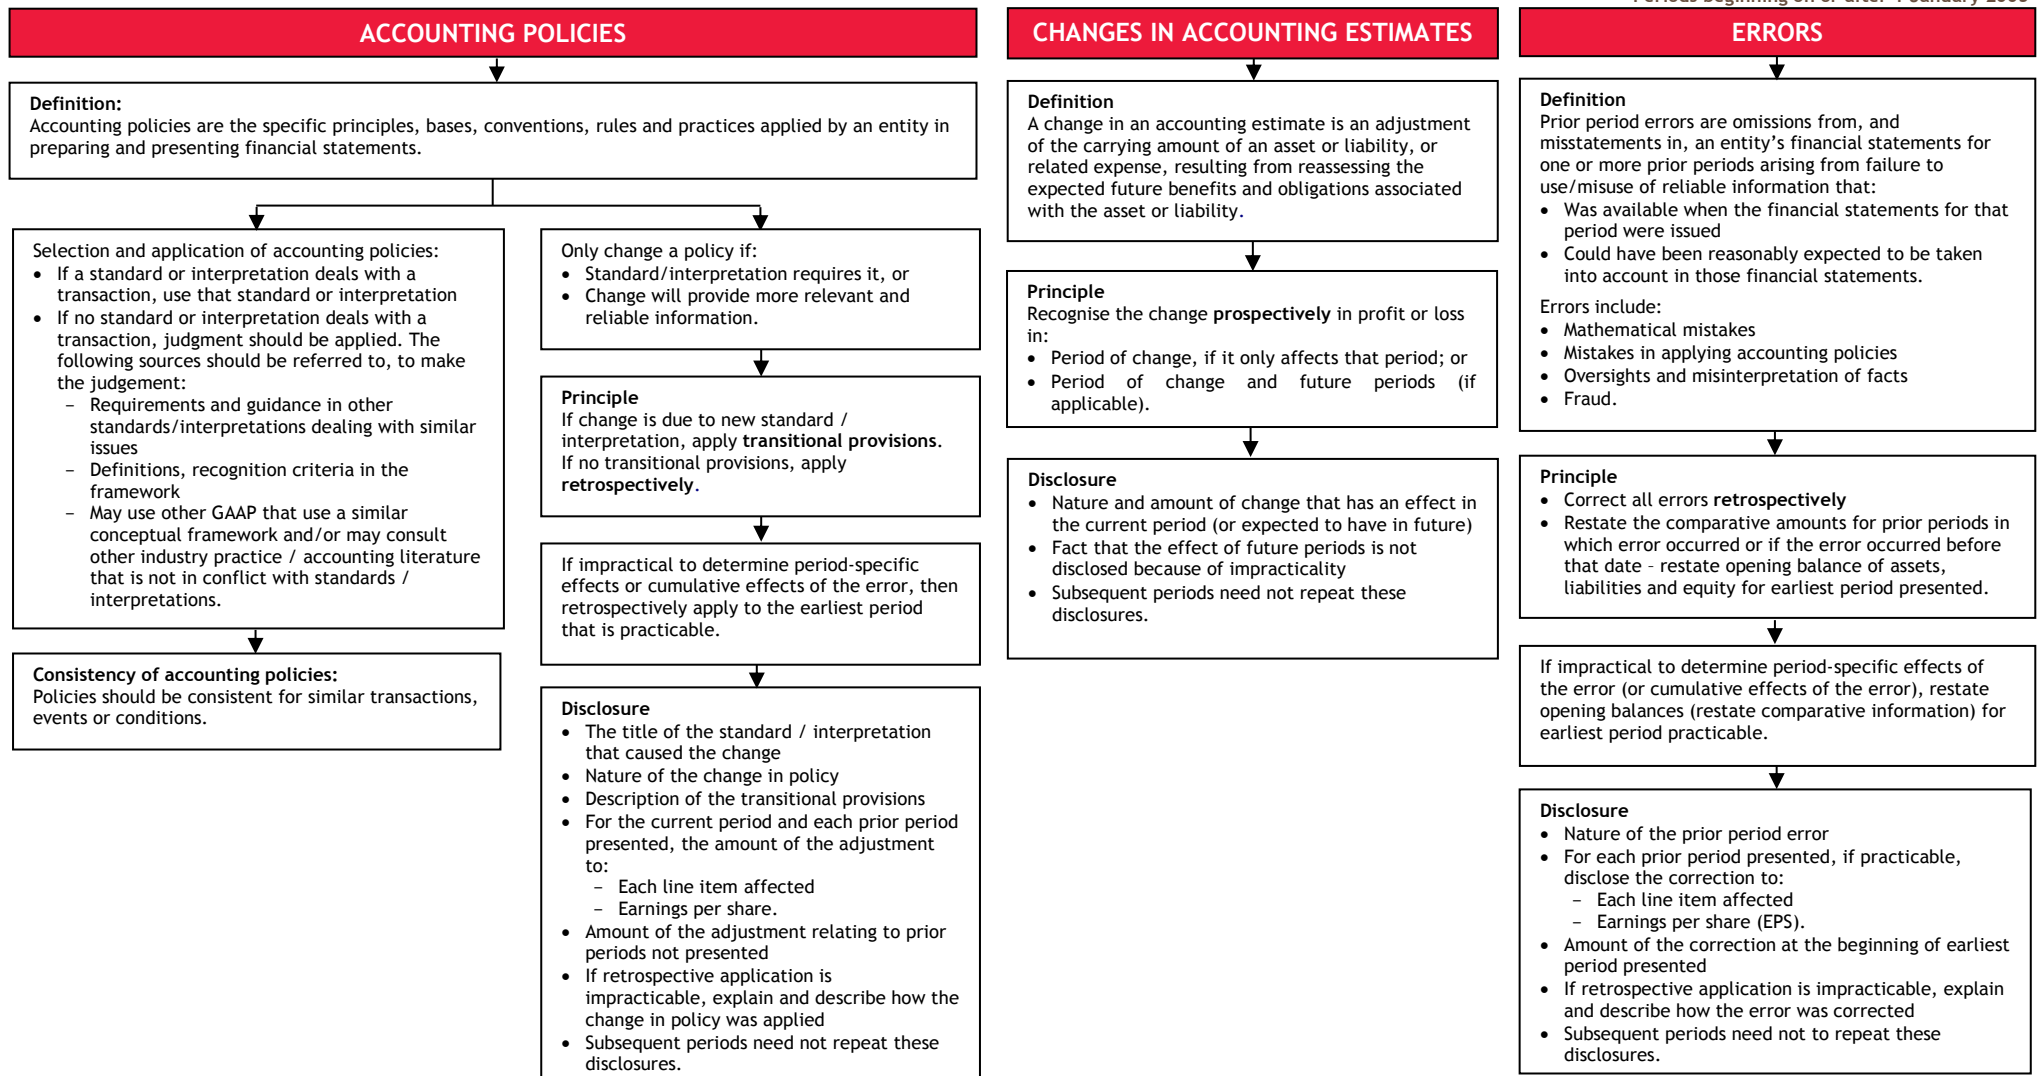 Periods beginning on or after 1 January 2005
ACCOUNTING POLICIES
Definition:
Accounting policies are the specific principles, bases, conventions, rules and practices applied by an entity in
preparing and presenting financial statements.
Selection and application of accounting policies:
• If a standard or interpretation deals with a
transaction, use that standard or interpretation
• If no standard or interpretation deals with a
transaction, judgment should be applied. The
following sources should be referred to, to make
the judgement:
– Requirements and guidance in other
standards/interpretations dealing with similar
issues
– Definitions, recognition criteria in the
framework
– May use other GAAP that use a similar
conceptual framework and/or may consult
other industry practice / accounting literature
that is not in conflict with standards /
interpretations.
Consistency of accounting policies:
Policies should be consistent for similar transactions,
events or conditions.
Only change a policy if:
• Standard/interpretation requires it, or
• Change will provide more relevant and
reliable information.
Principle
If change is due to new standard /
interpretation, apply transitional provisions.
If no transitional provisions, apply
retrospectively.
If impractical to determine period-specific
effects or cumulative effects of the error, then
retrospectively apply to the earliest period
that is practicable.
Disclosure
• The title of the standard / interpretation
that caused the change
• Nature of the change in policy
• Description of the transitional provisions
• For the current period and each prior period
presented, the amount of the adjustment
to:
– Each line item affected
– Earnings per share.
• Amount of the adjustment relating to prior
periods not presented
• If retrospective application is
impracticable, explain and describe how the
change in policy was applied
• Subsequent periods need not repeat these
disclosures.
CHANGES IN ACCOUNTING ESTIMATES
Definition
A change in an accounting estimate is an adjustment
of the carrying amount of an asset or liability, or
related expense, resulting from reassessing the
expected future benefits and obligations associated
with the asset or liability.
Principle
Recognise the change prospectively in profit or loss
in:
• Period of change, if it only affects that period; or
• Period of change and future periods (if
applicable).
Disclosure
• Nature and amount of change that has an effect in
the current period (or expected to have in future)
• Fact that the effect of future periods is not
disclosed because of impracticality
• Subsequent periods need not repeat these
disclosures.
ERRORS
Definition
Prior period errors are omissions from, and
misstatements in, an entity’s financial statements for
one or more prior periods arising from failure to
use/misuse of reliable information that:
• Was available when the financial statements for that
period were issued
• Could have been reasonably expected to be taken
into account in those financial statements.
Errors include:
• Mathematical mistakes
• Mistakes in applying accounting policies
• Oversights and misinterpretation of facts
• Fraud.
Principle
• Correct all errors retrospectively
• Restate the comparative amounts for prior periods in
which error occurred or if the error occurred before
that date – restate opening balance of assets,
liabilities and equity for earliest period presented.
If impractical to determine period-specific effects of
the error (or cumulative effects of the error), restate
opening balances (restate comparative information) for
earliest period practicable.
Disclosure
• Nature of the prior period error
• For each prior period presented, if practicable,
disclose the correction to:
– Each line item affected
– Earnings per share (EPS).
• Amount of the correction at the beginning of earliest
period presented
• If retrospective application is impracticable, explain
and describe how the error was corrected
• Subsequent periods need not to repeat these
disclosures.